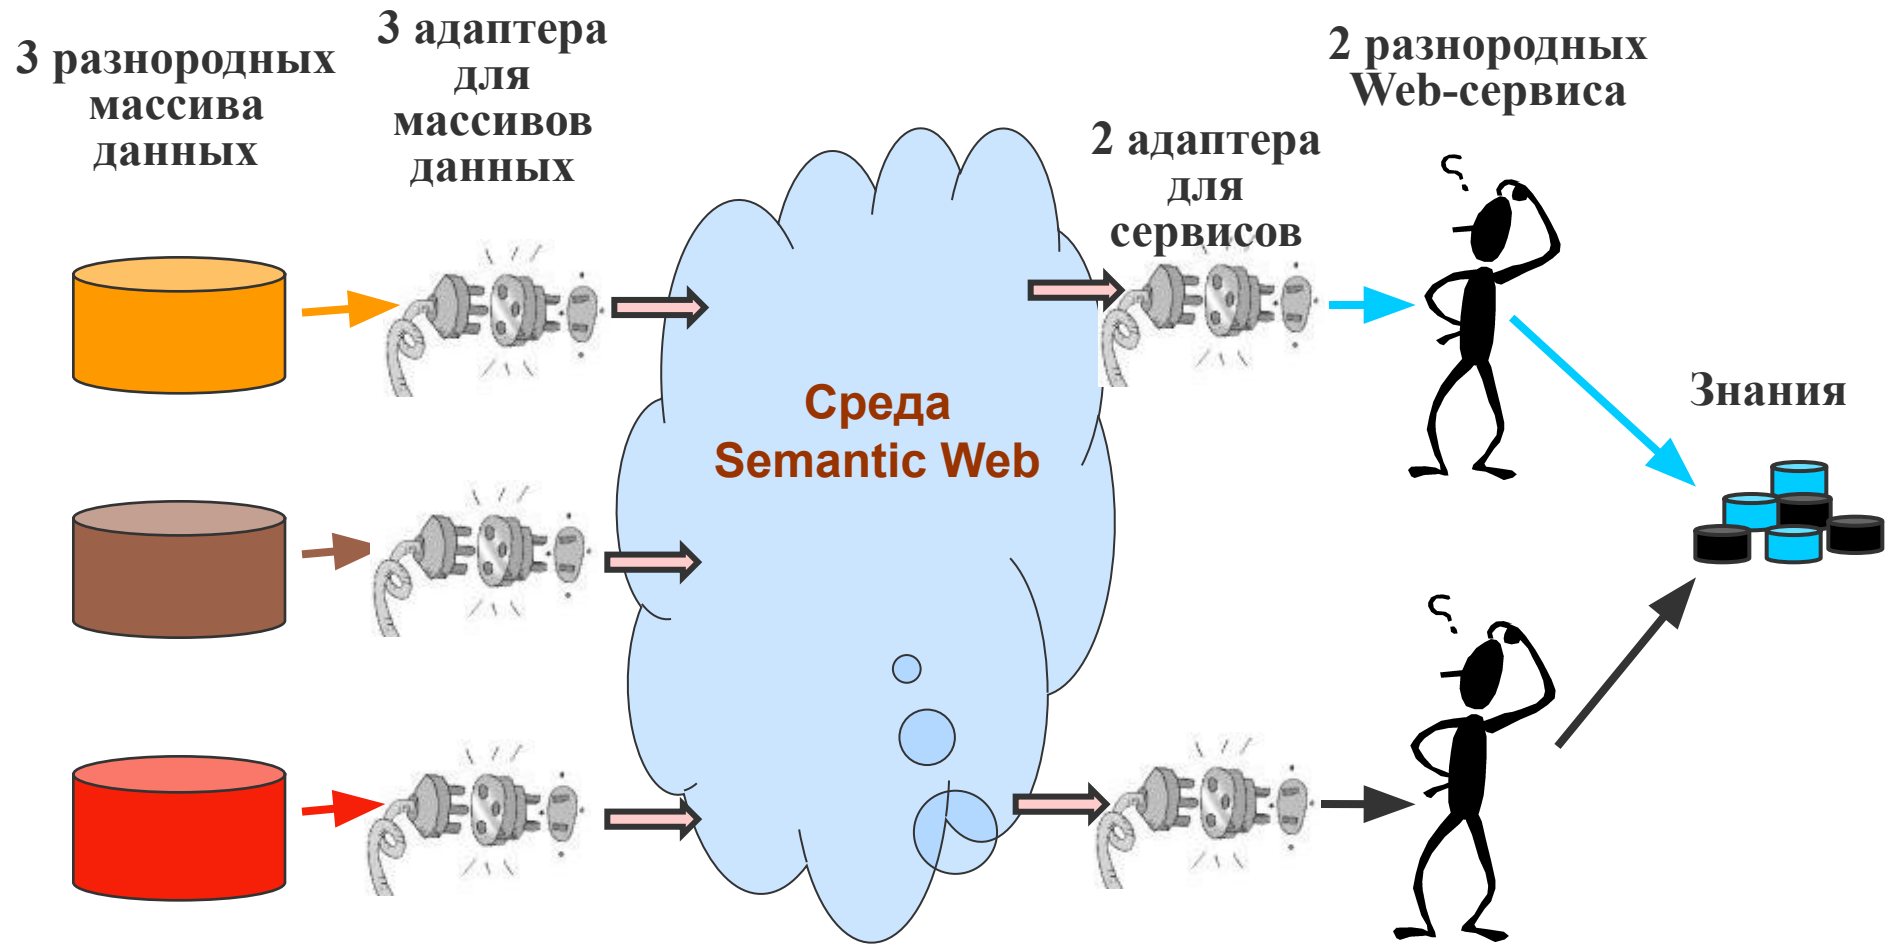 3 разнородных
массива
данных
3 адаптера
для
массивов
данных
2 адаптера
для
сервисов
2 разнородных
Web-сервиса
Среда
Semantic Web
Знания